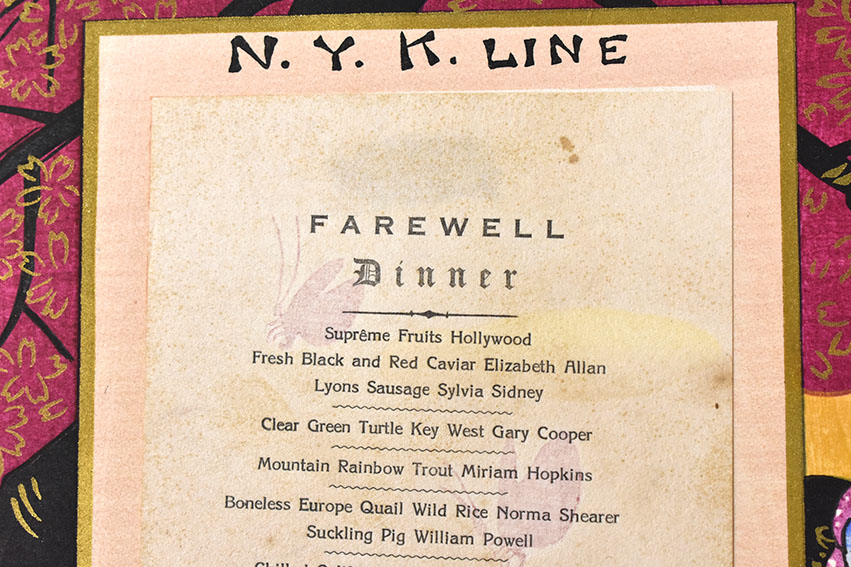 N. Y. K. LINE
FAREWELL
Dinner
Suprême Fruits Hollywood
Fresh Black and Red Caviar Elizabeth Allan
Lyons Sausage Sylvia Sidney
Clear Green Turtle Key West Gary Cooper
Mountain Rainbow Trout Miriam Hopkins
Boneless Europe Quail Wild Rice Norma Shearer
Suckling Pig William Powell